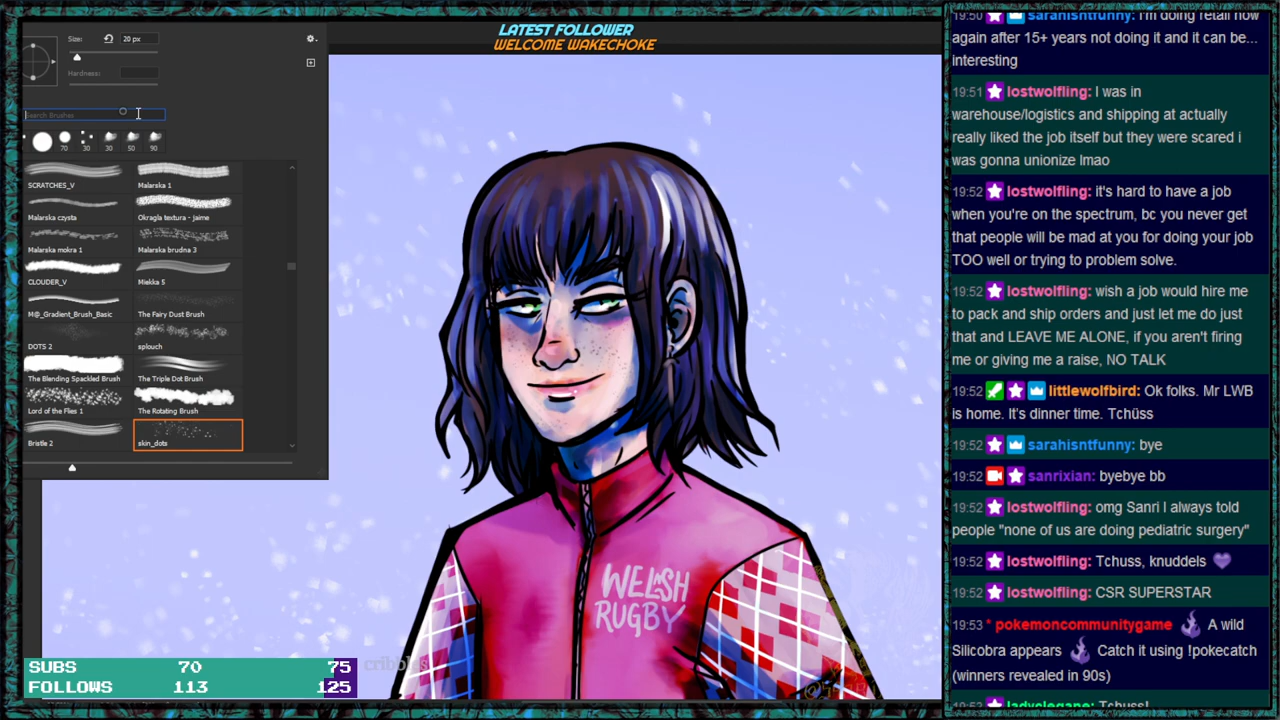 Size:
20 px
Hardness:
Search Brushes
70
30
30
50
90
SCRATCHES_V
Malarska 1
Malarska czysta
Okragla textura - jaime
Malarska mokra 1
Malarska brudna 3
CLOUDER_V
Miekka 5
M@_Gradient_Brush_Basic
The Fairy Dust Brush
DOTS 2
splouch
The Blending Spackled Brush
The Triple Dot Brush
Lord of the Flies 1
The Rotating Brush
Bristle 2
skin_dots
LATEST FOLLOWER
WELCOME WAKECHOKE
WELSH
RUGBY
SUBS 70 75
FOLLOWS 113 125
cribbles
19:50 sarahisntfunny: I'm doing retail now
again after 15+ years not doing it and it can be...
interesting
19:51 lostwolfling: I was in
warehouse/logistics and shipping at actually
really liked the job itself but they were scared i
was gonna unionize lmao
19:52 lostwolfling: it's hard to have a job
when you're on the spectrum, bc you never get
that people will be mad at you for doing your job
TOO well or trying to problem solve.
19:52 lostwolfling: wish a job would hire me
to pack and ship orders and just let me do just
that and LEAVE ME ALONE, if you aren't firing
me or giving me a raise, NO TALK
19:52 littlewolfbird: Ok folks. Mr LWB
is home. It's dinner time. Tchüss
19:52 sarahisntfunny: bye
19:52 sanrixian: byebye bb
19:52 lostwolfling: omg Sanri I always told
people "none of us are doing pediatric surgery"
19:52 lostwolfling: Tchuss, knuddels
19:52 lostwolfling: CSR SUPERSTAR
19:53 * pokemoncommunitygame A wild
Silicobra appears Catch it using !pokecatch
(winners revealed in 90s)
19:53 ladyclegane: Tchuss!